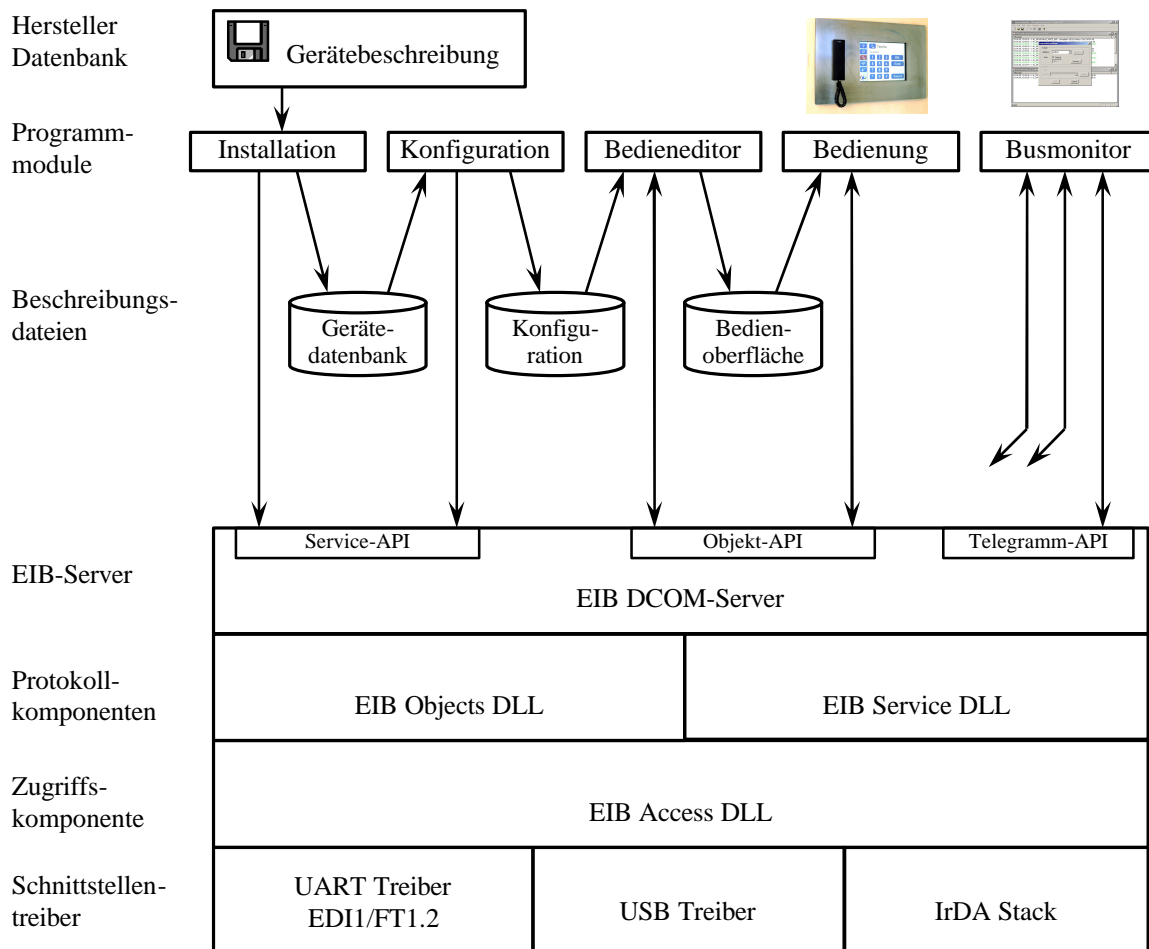 Hersteller
Datenbank
Gerätebeschreibung
Programm-
module
Installation
Konfiguration
Bedieneditor
Bedienung
Busmonitor
Beschreibungs-
dateien
Geräte-
datenbank
Konfigu-
ration
Bedien-
oberfläche
Service-API
Objekt-API
Telegramm-API
EIB-Server
EIB DCOM-Server
Protokoll-
komponenten
EIB Objects DLL
EIB Service DLL
Zugriffs-
komponente
EIB Access DLL
Schnittstellen-
treiber
UART Treiber
EDI1/FT1.2
USB Treiber
IrDA Stack